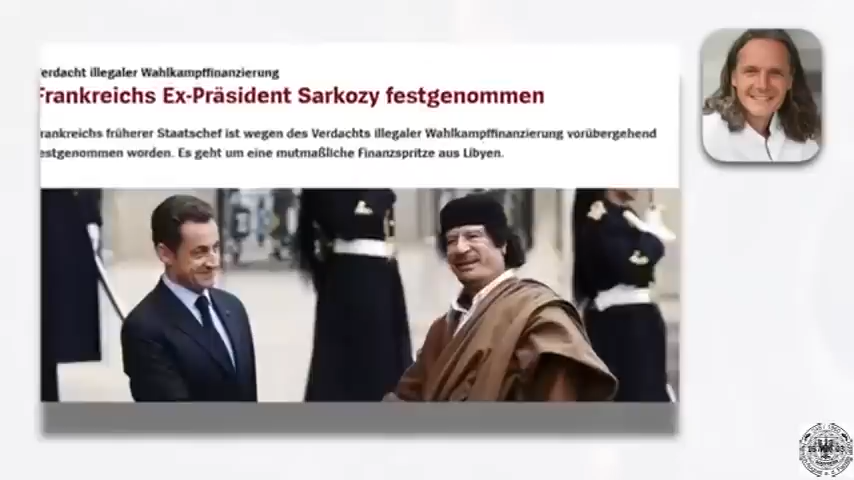 erdacht illegaler Wahlkampffinanzierung
Frankreichs Ex-Präsident Sarkozy festgenommen
rankreichs früherer Staatschef ist wegen des Verdachts illegaler Wahlkampffinanzierung vorübergehend
estgenommen worden. Es geht um eine mutmaßliche Finanzspritze aus Libyen.